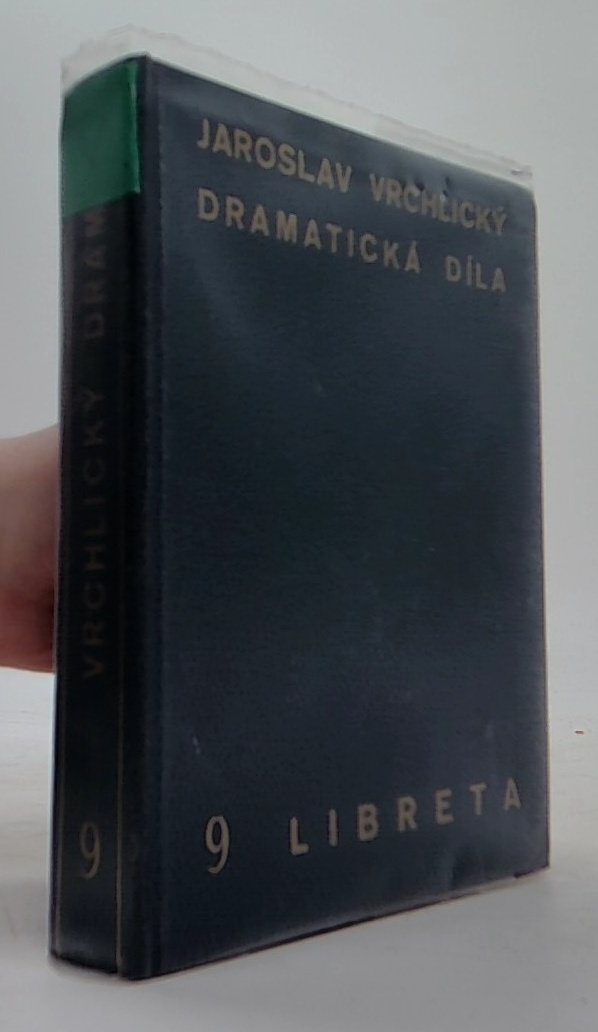 JAROSLAV VRCHLICKÝ
DRAMATICKÁ DÍLA
9 LIBRETA
VRCHLICKÝ DRAM
9